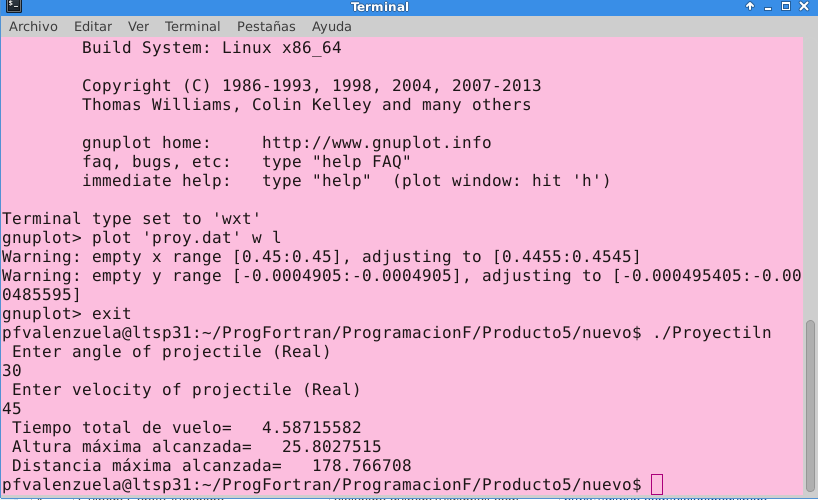 Terminal
Archivo Editar Ver Terminal Pestañas Ayuda
Build System: Linux x86_64
Copyright (C) 1986-1993, 1998, 2004, 2007-2013
Thomas Williams, Colin Kelley and many others
gnuplot home:     http://www.gnuplot.info
faq, bugs, etc:   type "help FAQ"
immediate help:   type "help"  (plot window: hit 'h')
Terminal type set to 'wxt'
gnuplot> plot 'proy.dat' w l
Warning: empty x range [0.45:0.45], adjusting to [0.4455:0.4545]
Warning: empty y range [-0.0004905:-0.0004905], adjusting to [-0.000495405:-0.00
0485595]
gnuplot> exit
pfvalenzuela@ltsp31:~/ProgFortran/ProgramacionF/Producto5/nuevo$ ./Proyectiln
Enter angle of projectile (Real)
30
Enter velocity of projectile (Real)
45
Tiempo total de vuelo=   4.58715582
Altura máxima alcanzada=   25.8027515
Distancia máxima alcanzada=   178.766708
pfvalenzuela@ltsp31:~/ProgFortran/ProgramacionF/Producto5/nuevo$